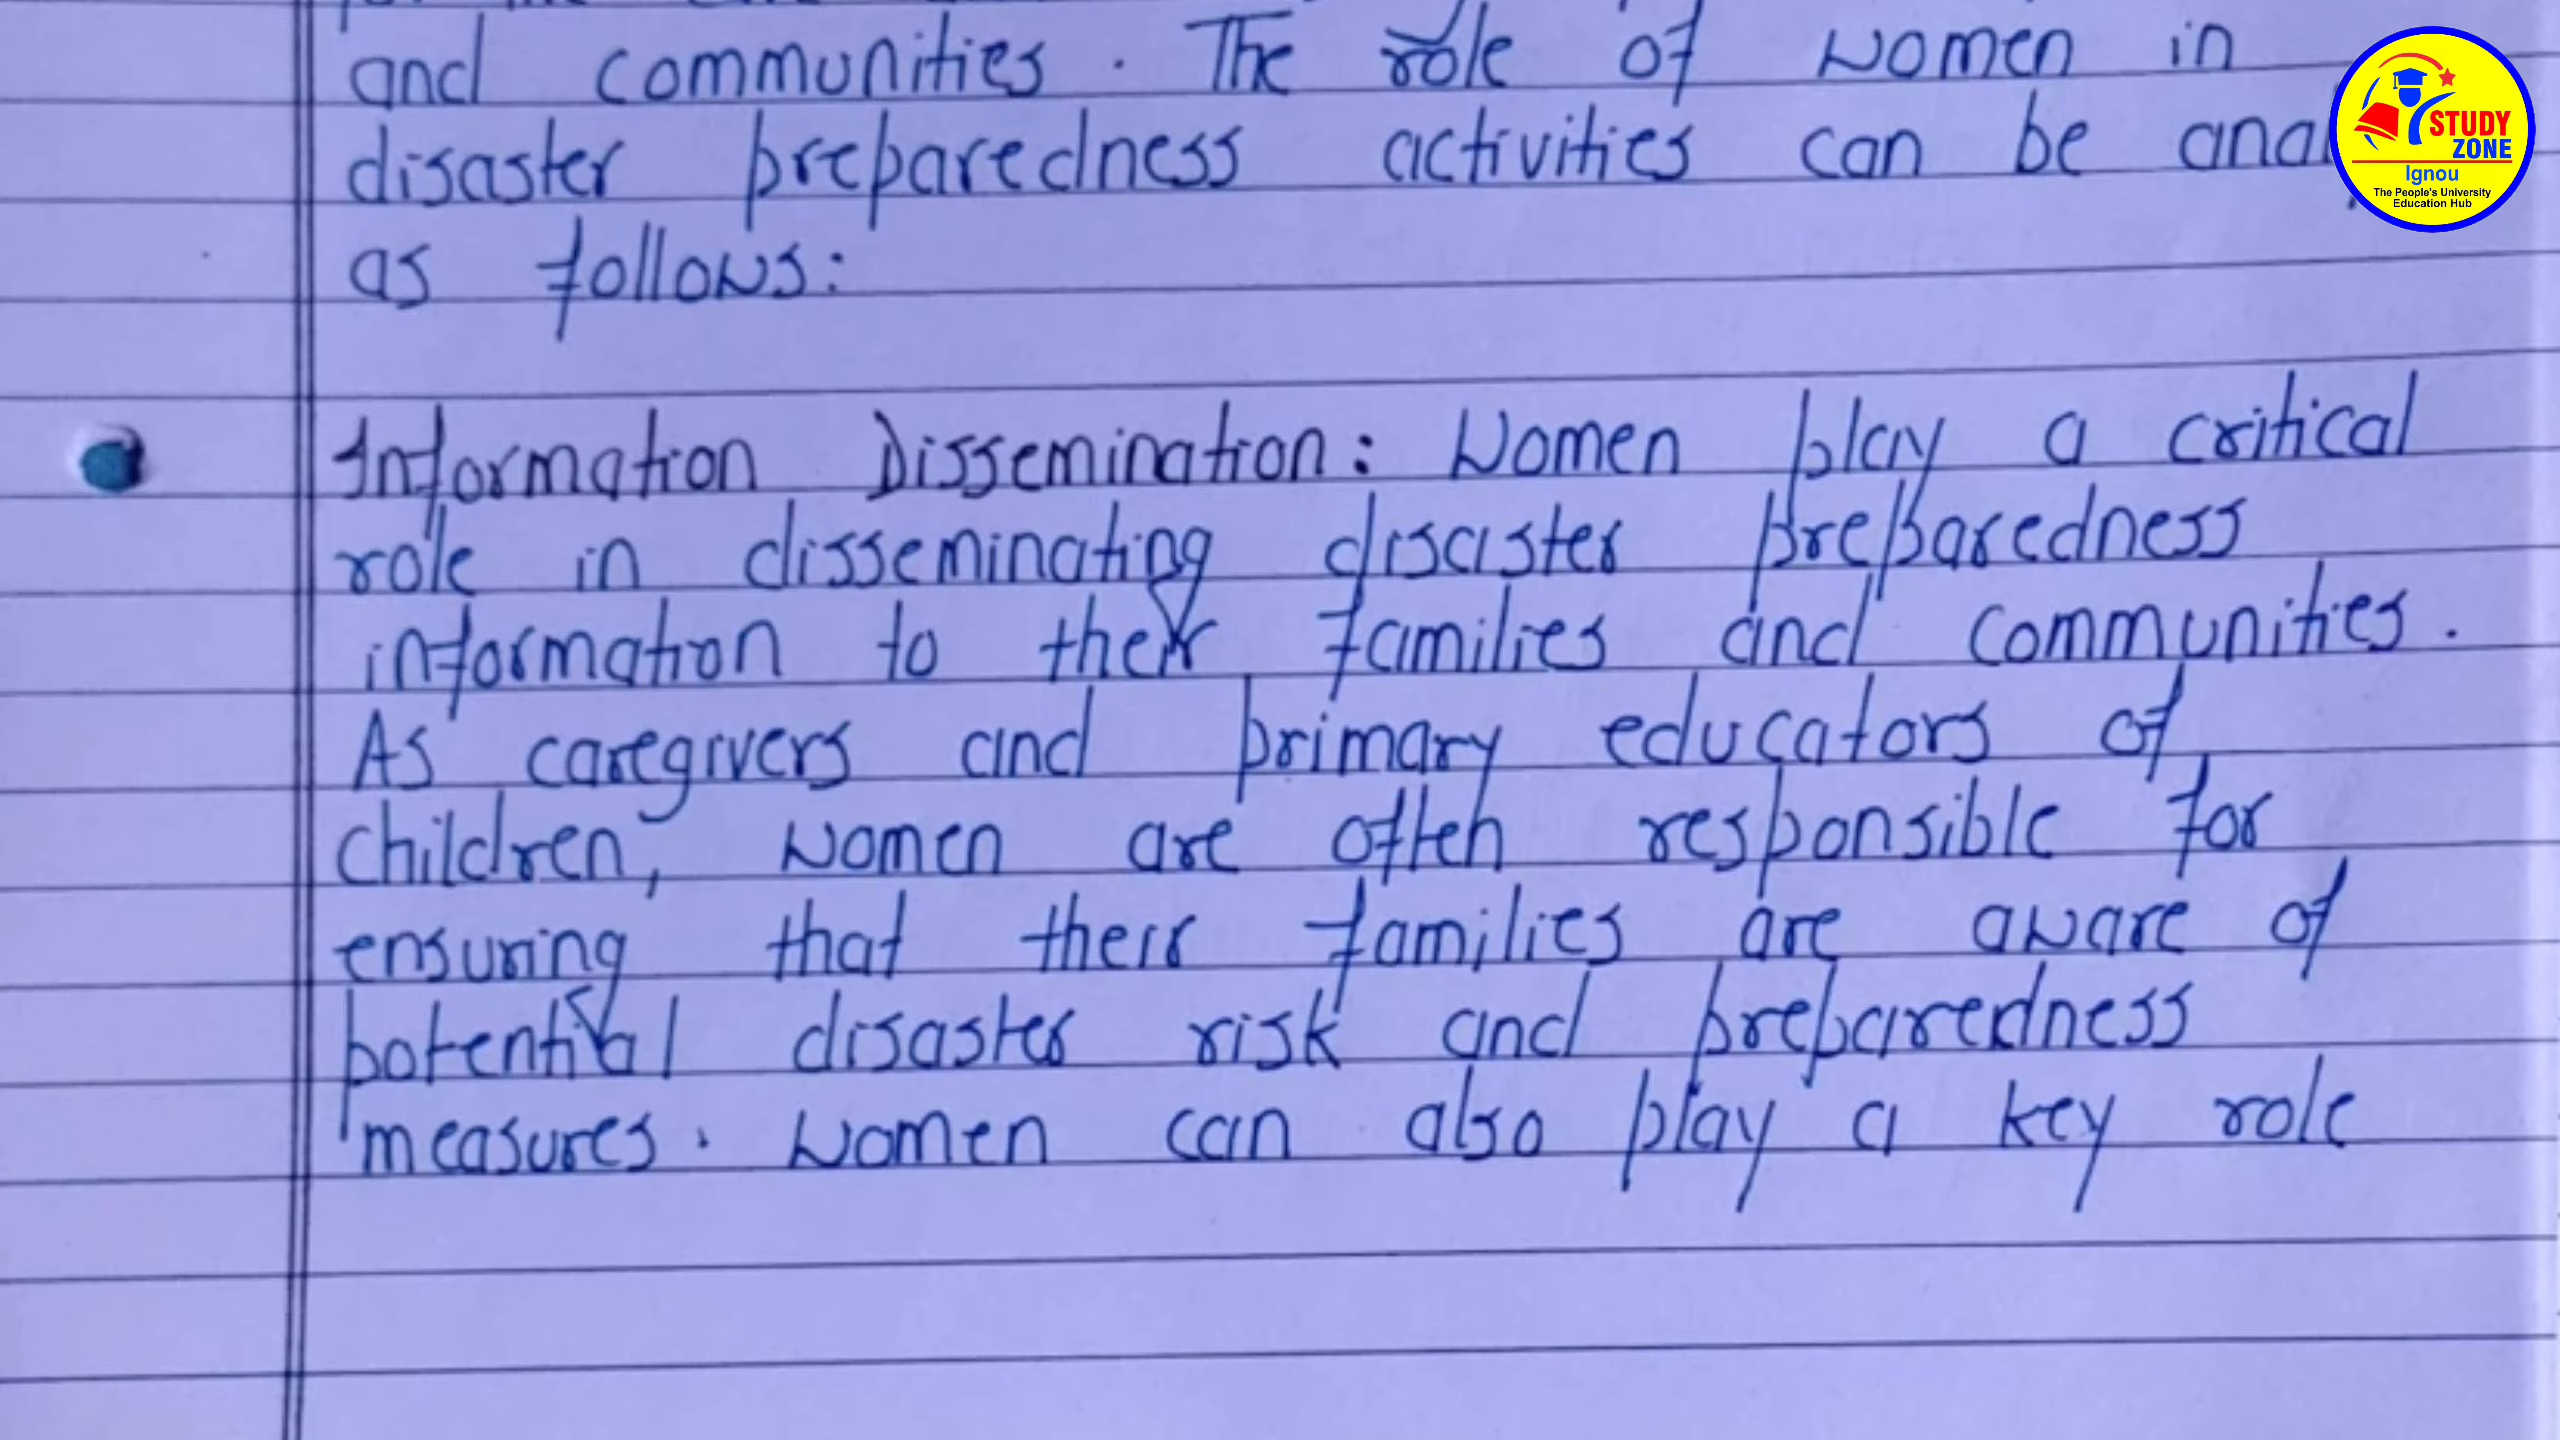 and communities. The role of women in
disaster preparedness activities can be
as follows:
Information Dissemination: Women play a critical
role in disseminating disaster preparedness
information to their families and communities.
As caregivers and primary educators of
children, women are often responsible for
ensuring that their families are aware of
potential disaster risk and preparedness
measures. Women can also play a key role
STUDY
ZONE
Ignou
The People's University
Education Hub